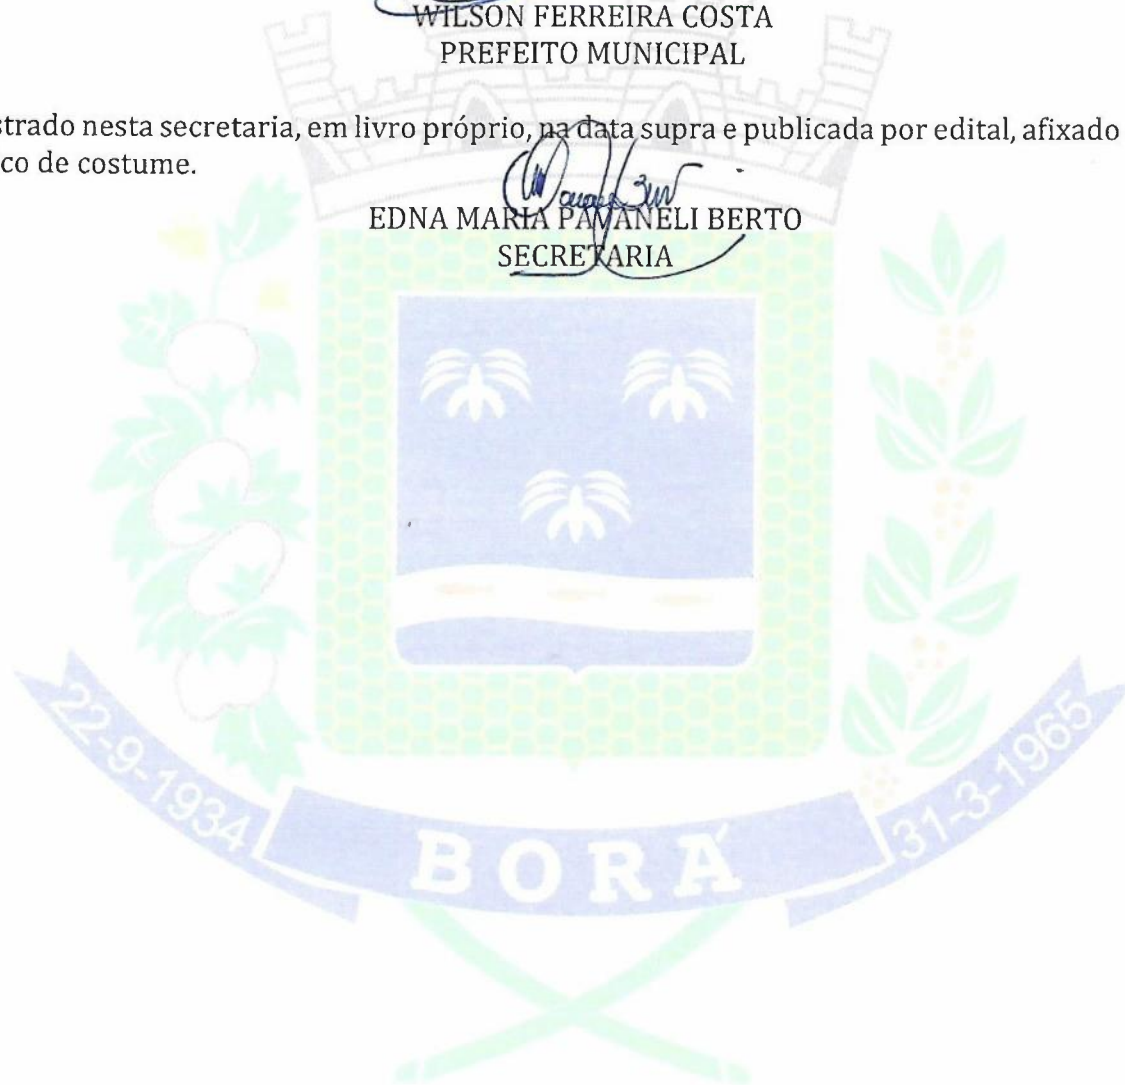 WILSON FERREIRA COSTA
PREFEITO MUNICIPAL
strado nesta secretaria, em livro próprio, na data supra e publicada por edital, afixado
co de costume.
EDNA MARIA PAVANELI BERTO
SECRETARIA
22-9-1934
BORÁ
31-3-1965